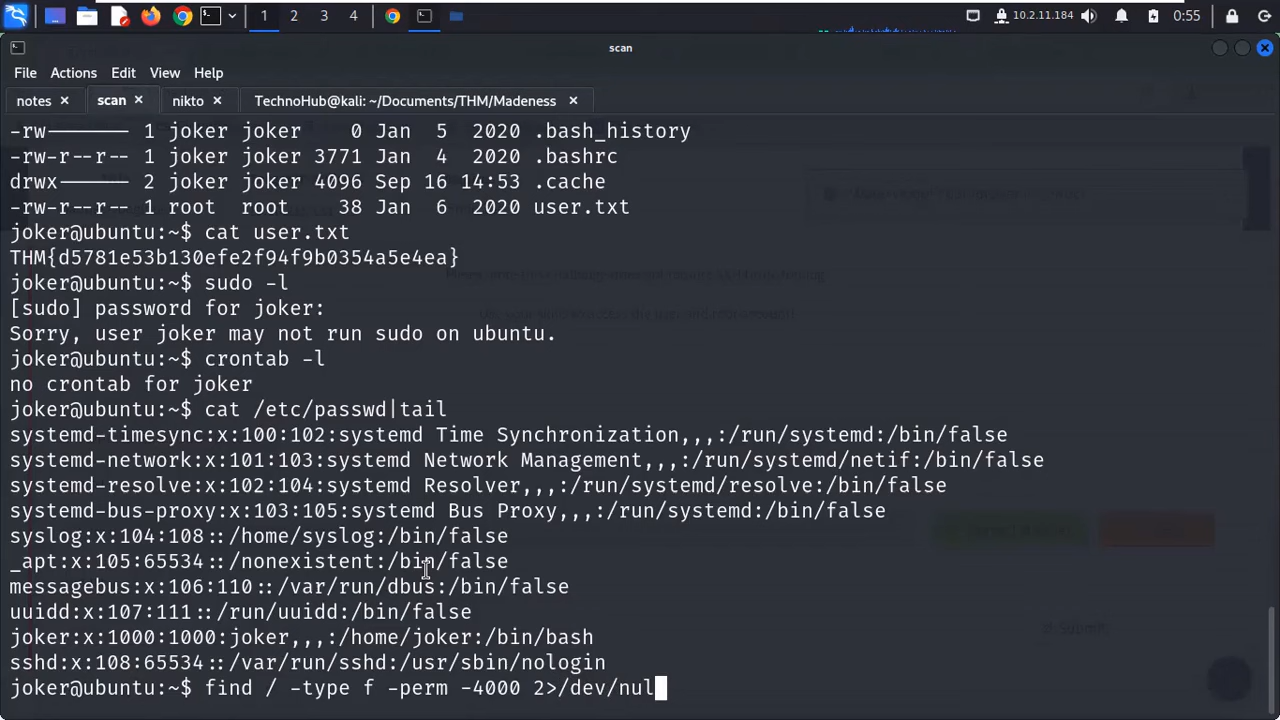 1 2 3 4 10.2.11.184 0:55
scan
File Actions Edit View Help
notes scan nikto TechnoHub@kali: ~/Documents/THM/Madeness
-rw------- 1 joker joker 0 Jan 5 2020 .bash_history
-rw-r--r-- 1 joker joker 3771 Jan 4 2020 .bashrc
drwx------ 2 joker joker 4096 Sep 16 14:53 .cache
-rw-r--r-- 1 root root 38 Jan 6 2020 user.txt
joker@ubuntu:~$ cat user.txt
THM{d5781e53b130efe2f94f9b0354a5e4ea}
joker@ubuntu:~$ sudo -l
[sudo] password for joker:
Sorry, user joker may not run sudo on ubuntu.
joker@ubuntu:~$ crontab -l
no crontab for joker
joker@ubuntu:~$ cat /etc/passwd|tail
systemd-timesync:x:100:102:systemd Time Synchronization,,,:/run/systemd:/bin/false
systemd-network:x:101:103:systemd Network Management,,,:/run/systemd/netif:/bin/false
systemd-resolve:x:102:104:systemd Resolver,,,:/run/systemd/resolve:/bin/false
systemd-bus-proxy:x:103:105:systemd Bus Proxy,,,:/run/systemd:/bin/false
syslog:x:104:108::/home/syslog:/bin/false
_apt:x:105:65534::/nonexistent:/bin/false
messagebus:x:106:110::/var/run/dbus:/bin/false
uuidd:x:107:111::/run/uuidd:/bin/false
joker:x:1000:1000:joker,,,:/home/joker:/bin/bash
sshd:x:108:65534::/var/run/sshd:/usr/sbin/nologin
joker@ubuntu:~$ find / -type f -perm -4000 2>/dev/nul